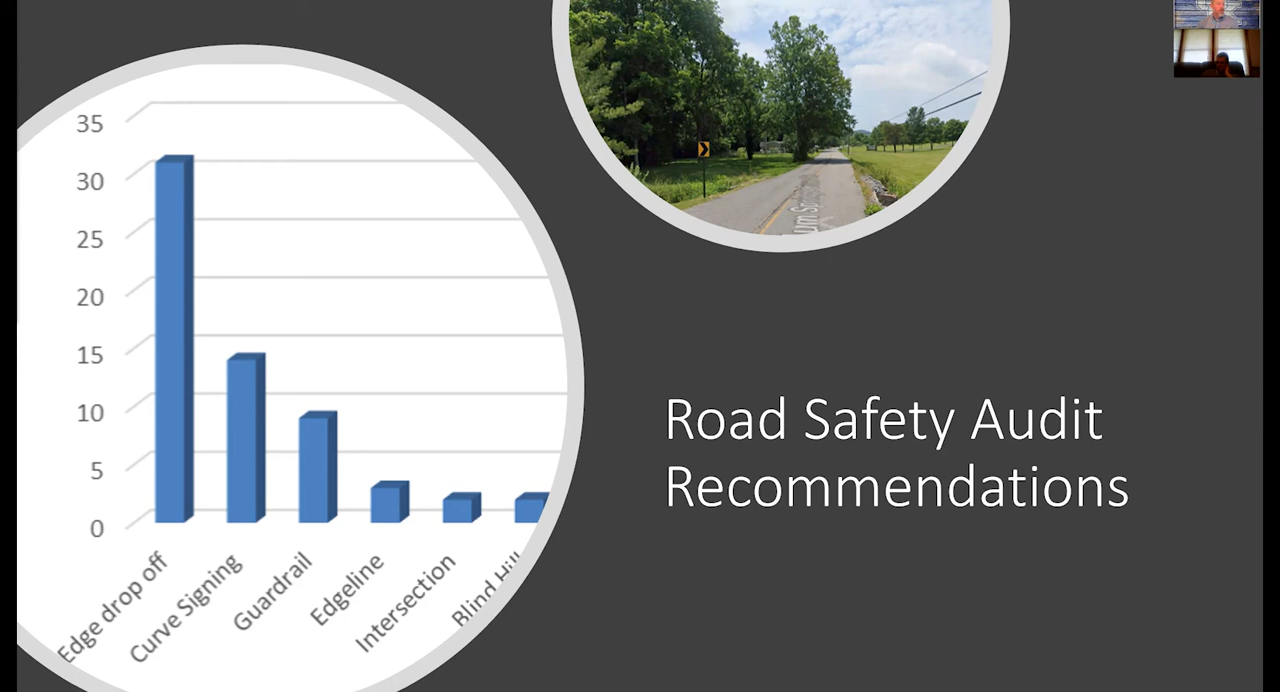 35
30
25
20
15
10
5
0
Edge drop off
Curve Signing
Guardrail
Edgeline
Intersection
Blind
Road Safety Audit
Recommendations